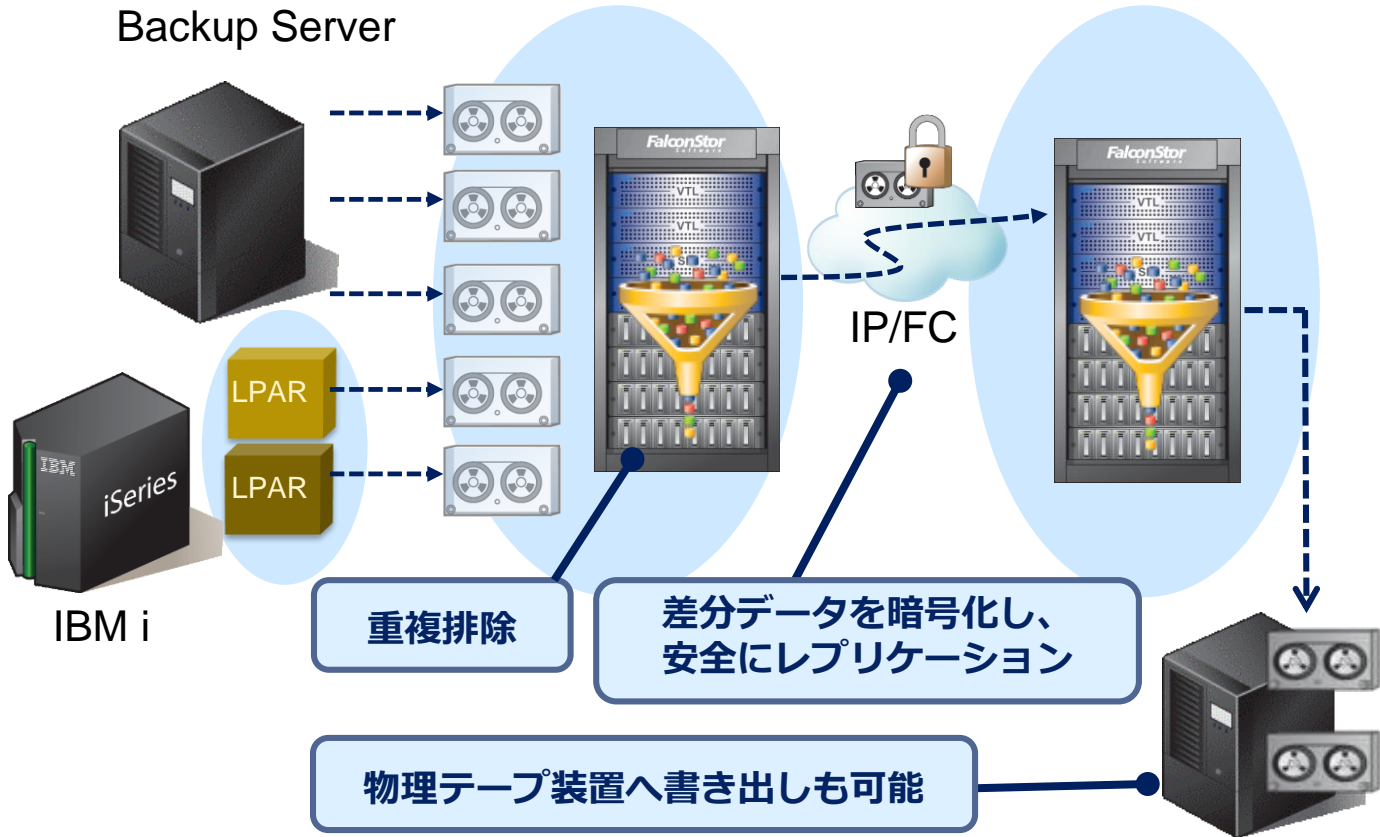 Backup Server
FalconStor
Software
VTL
VTL
S
FalconStor
Software
VTL
VTL
S
IP/FC
LPAR
LPAR
IBM
iSeries
IBM i
重複排除
差分データを暗号化し、
安全にレプリケーション
物理テープ装置へ書き出しも可能